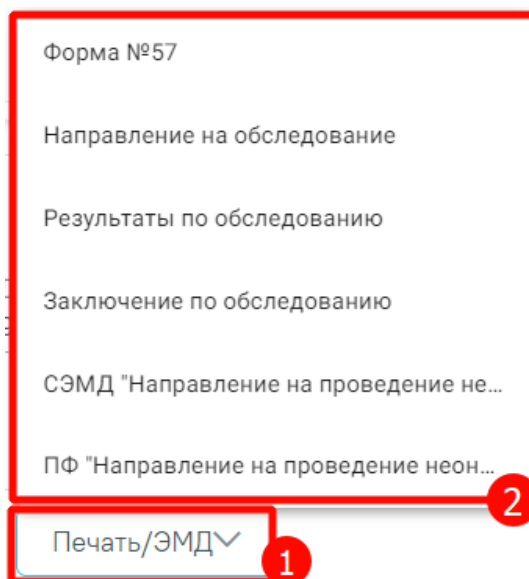 Форма №57
Направление на обследование
Результаты по обследованию
Заключение по обследованию
СЭМД "Направление на проведение не...
ПФ "Направление на проведение неон...
2
Печать/ЭМД
1